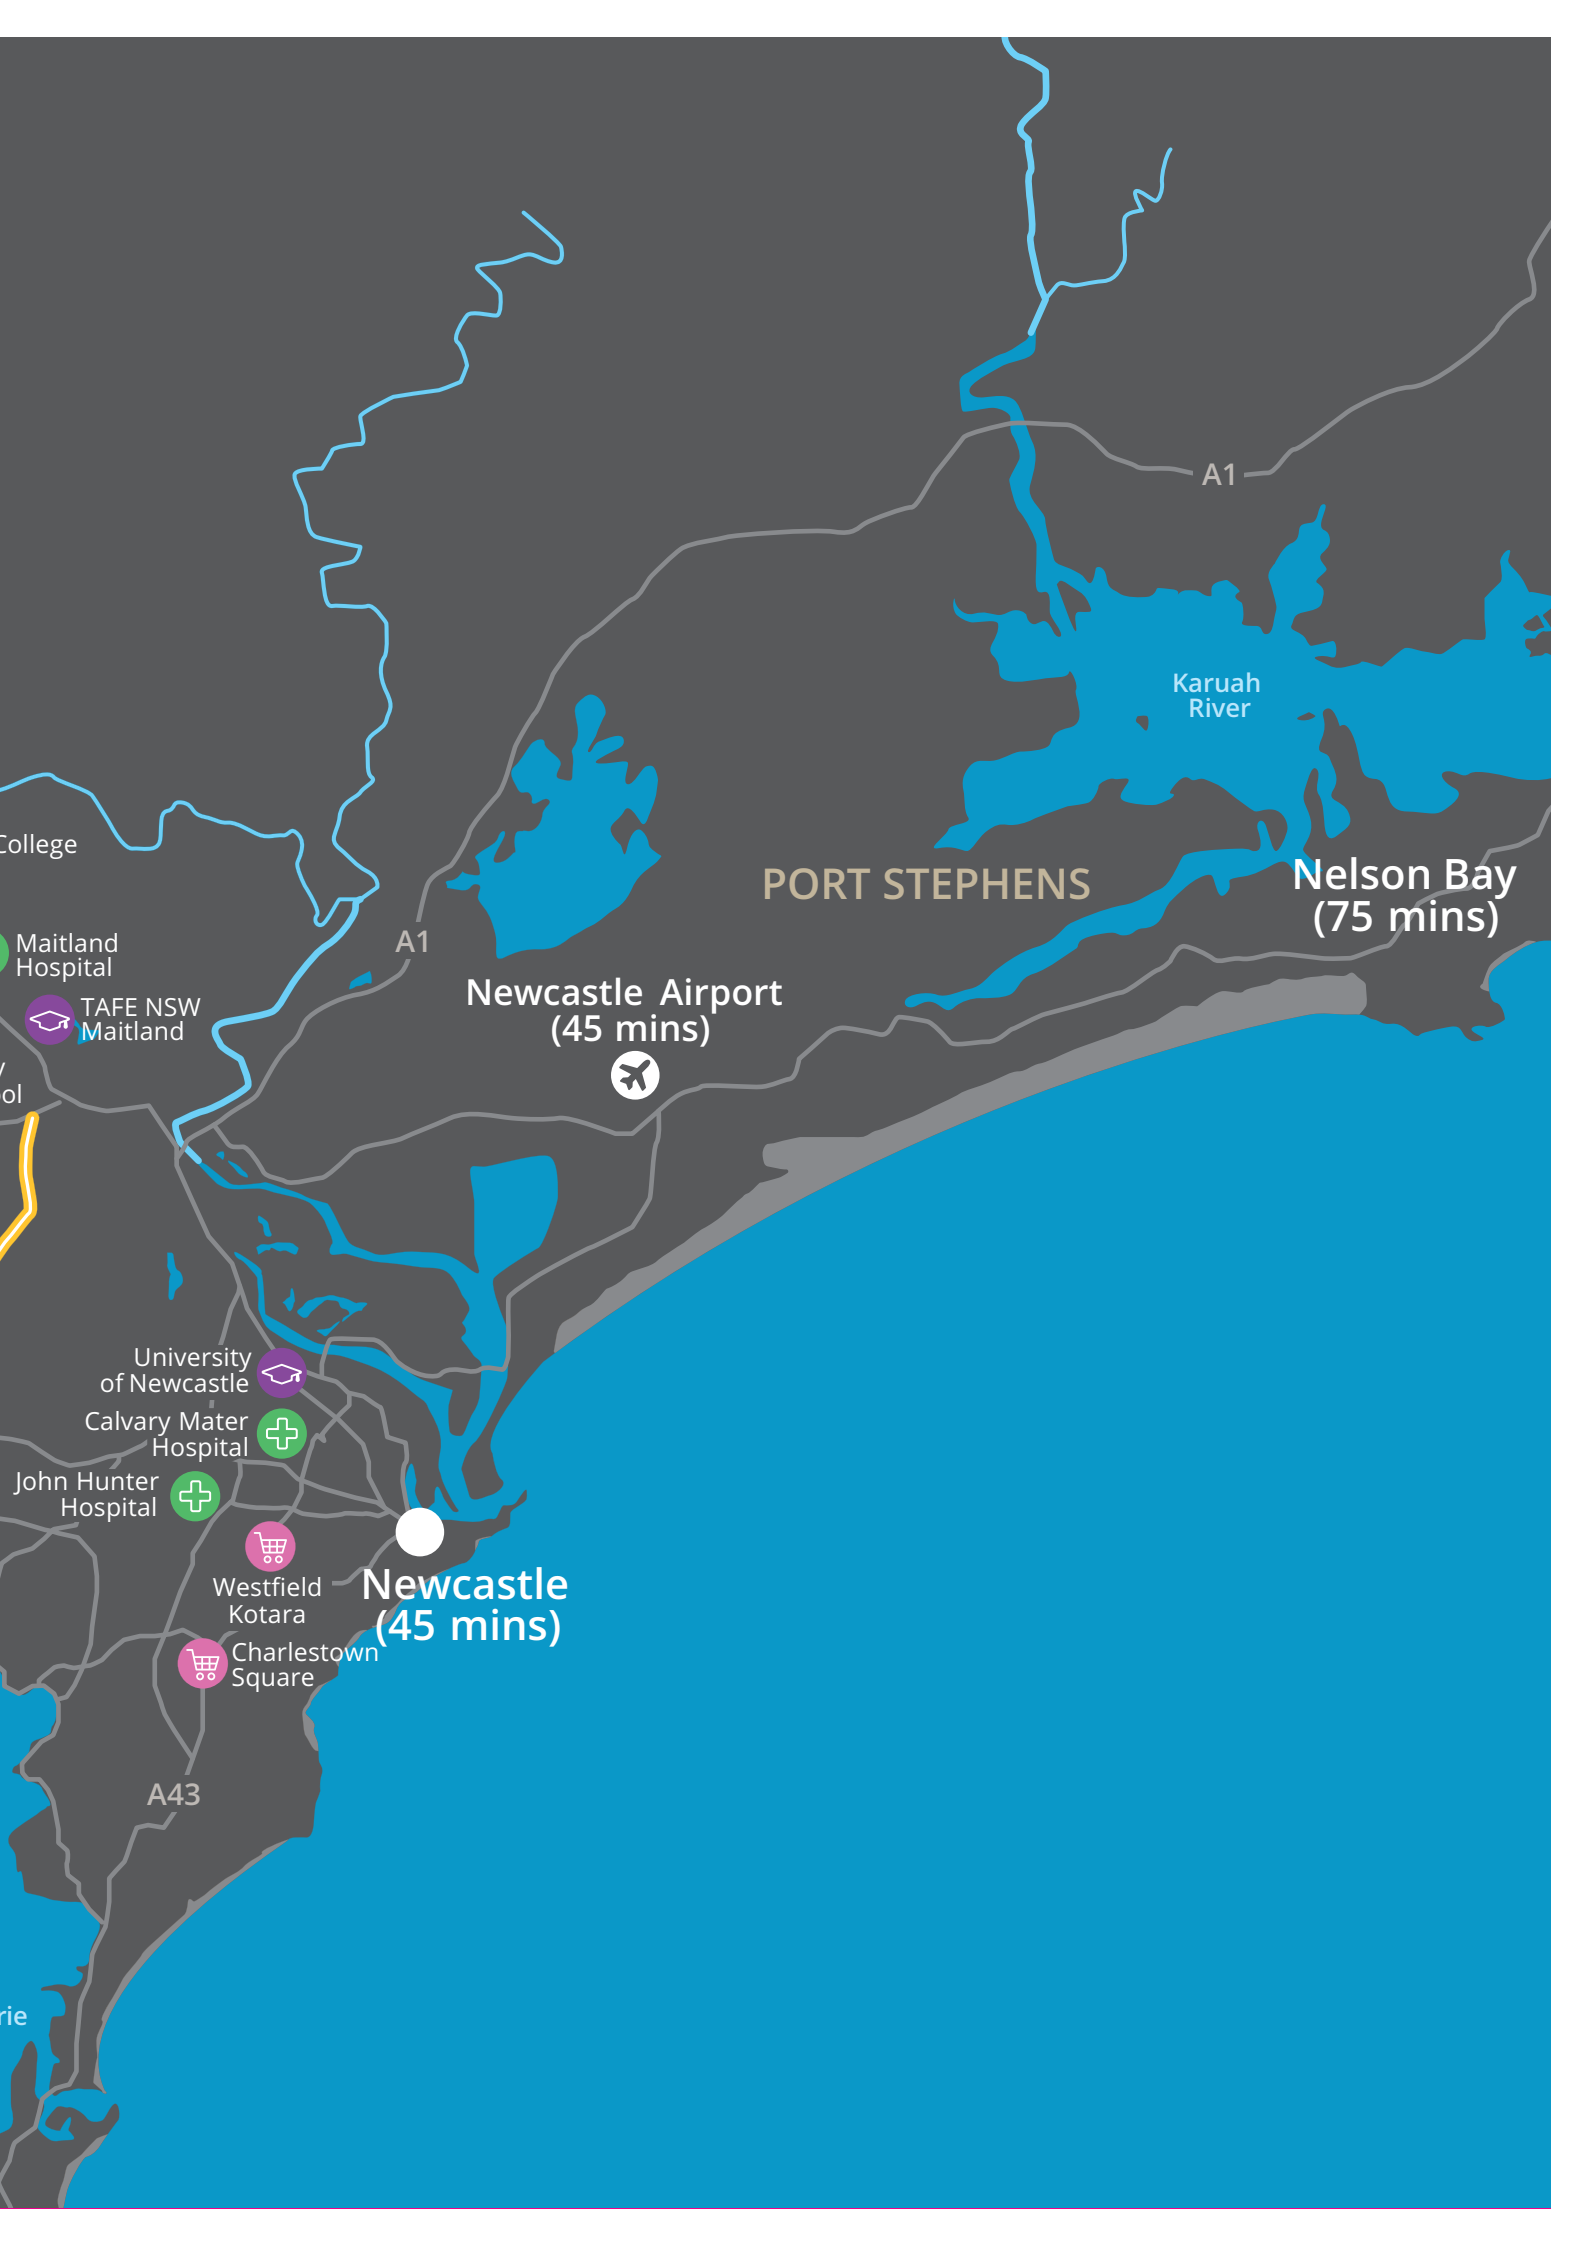 A1
Karuah
River
College
PORT STEPHENS
Nelson Bay
(75 mins)
A1
Maitland
Hospital
Newcastle Airport
(45 mins)
TAFE NSW
Maitland
ol
University
of Newcastle
Calvary Mater
Hospital
John Hunter
Hospital
Westfield
Kotara
Newcastle
(45 mins)
Charlestown
Square
A43
rie